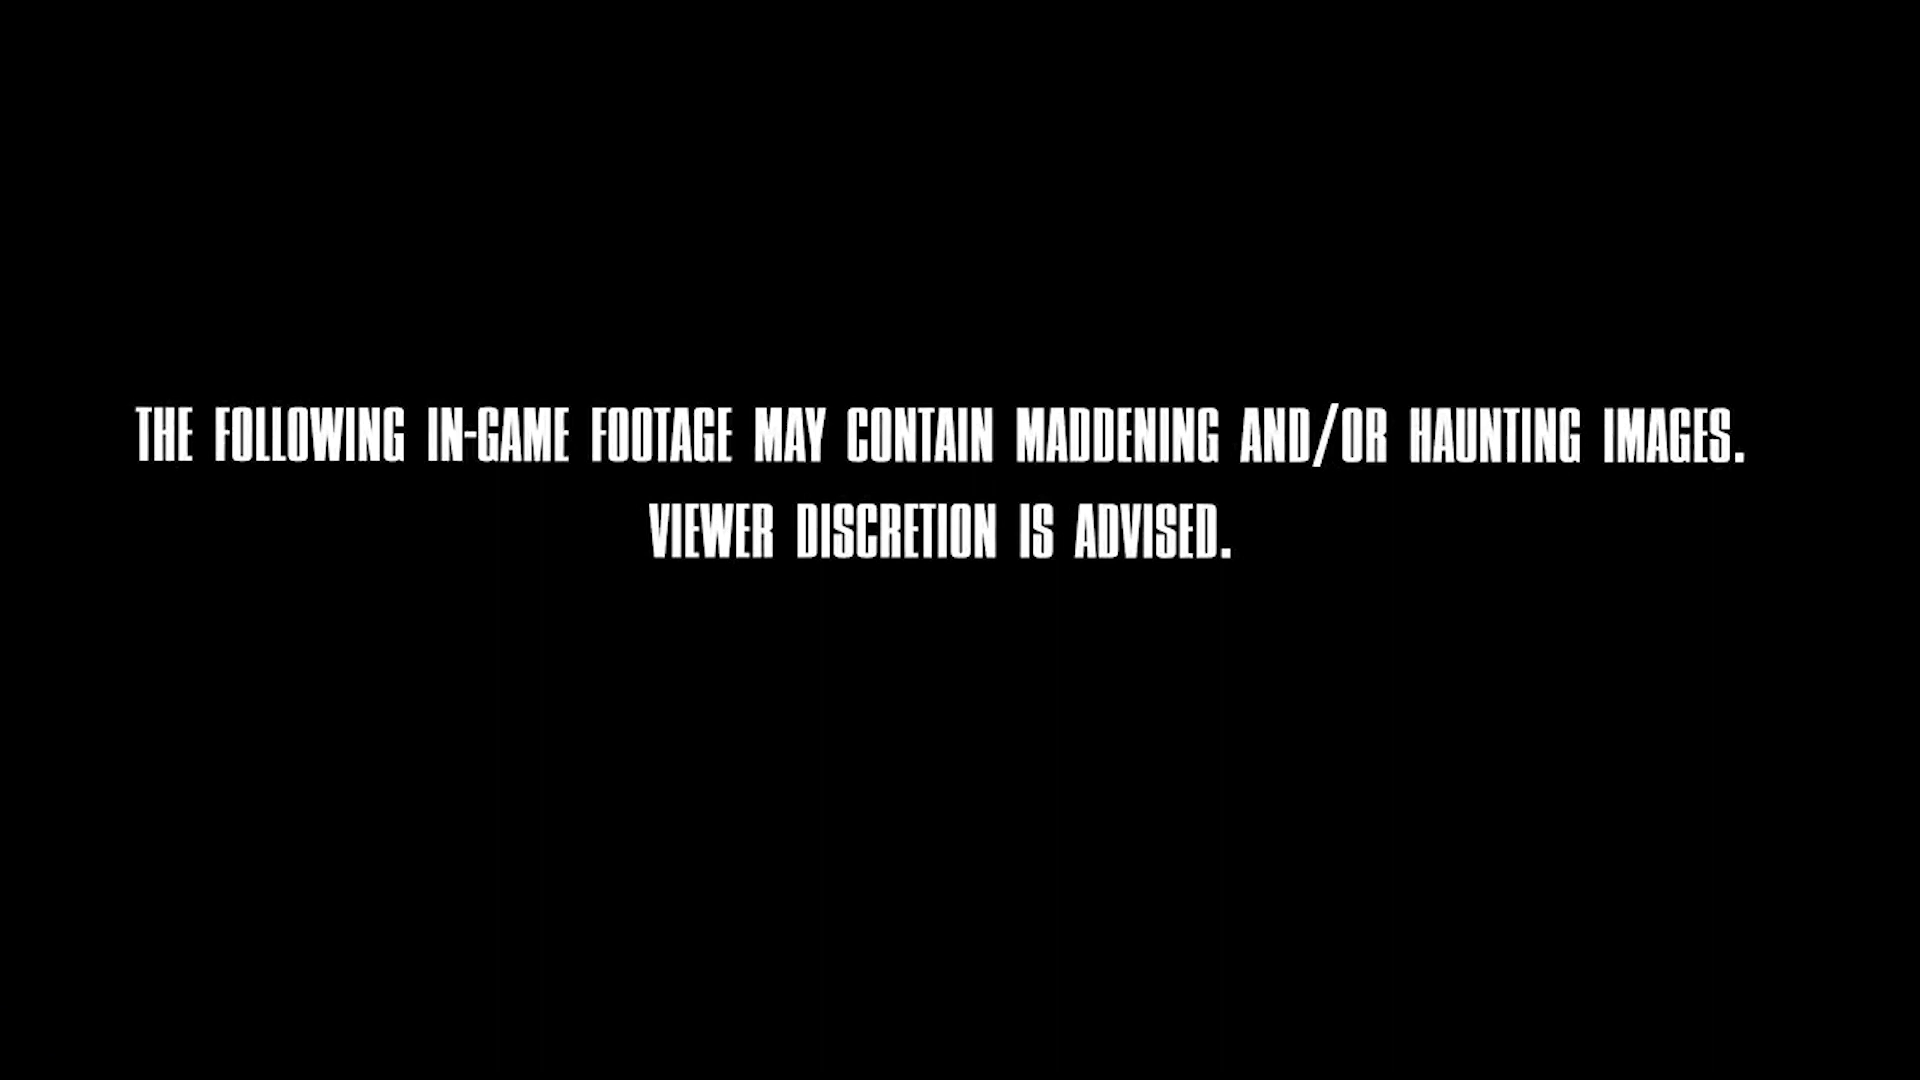 THE FOLLOWING IN-GAME FOOTAGE MAY CONTAIN MADDENING AND/OR HAUNTING IMAGES.
VIEWER DISCRETION IS ADVISED.